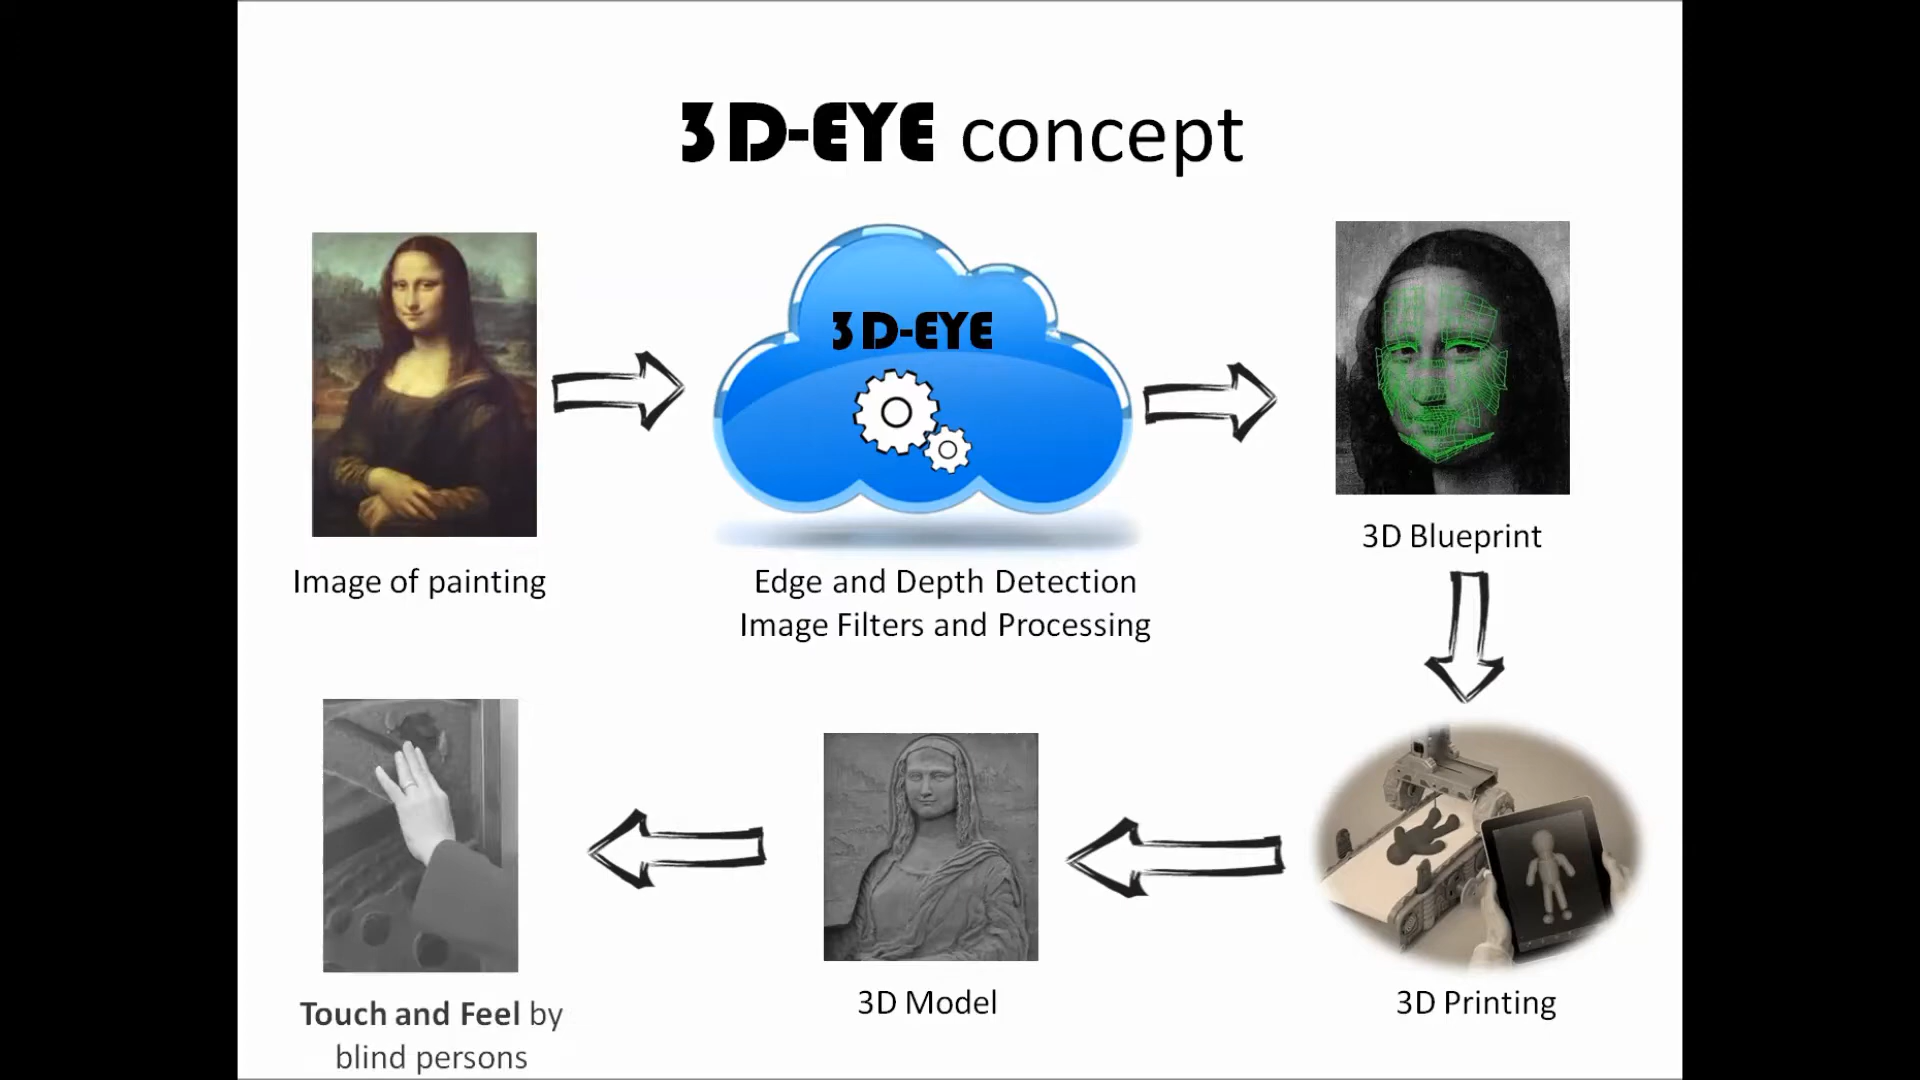 3D-EYE concept
3D-EYE
Image of painting
Edge and Depth Detection
Image Filters and Processing
3D Blueprint
Touch and Feel by
blind persons
3D Model
3D Printing